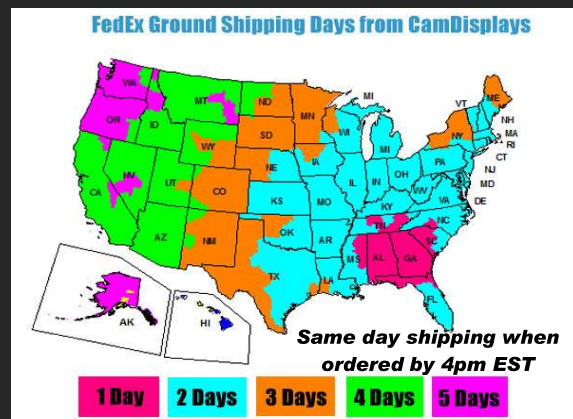 FedEx Ground Shipping Days from CamDisplays
WA
MT
ND
MN
MI
VT
ME
OR
ID
SD
WI
NY
NH
MA
RI
CT
WY
IA
MI
PA
NJ
NV
NE
IL
IN
OH
MD
CA
UT
CO
KS
MO
WV
VA
DE
KY
AZ
NM
OK
AR
TN
NC
SC
TX
MS
AL
GA
LA
FL
AK
HI
Same day shipping when
ordered by 4pm EST
1 Day
2 Days
3 Days
4 Days
5 Days